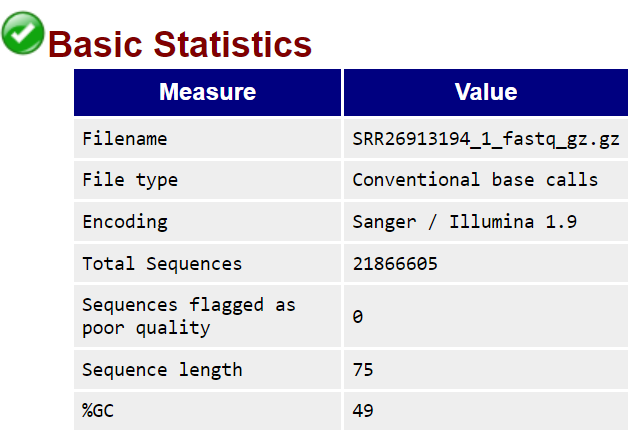 Basic Statistics
Measure Value
Filename SRR26913194_1_fastq_gz.gz
File type Conventional base calls
Encoding Sanger / Illumina 1.9
Total Sequences 21866605
Sequences flagged as
poor quality 0
Sequence length 75
%GC 49